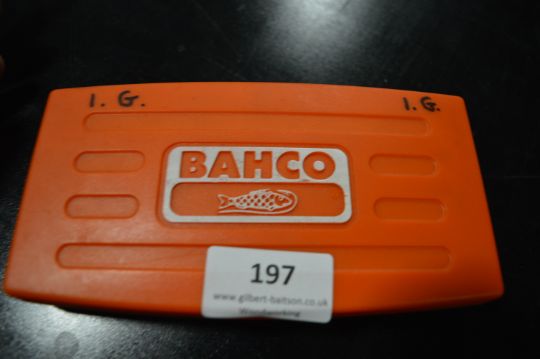 I. G.
I. G.
BAHCO
197
www.gilbert-baitson.co.uk
Woodworking